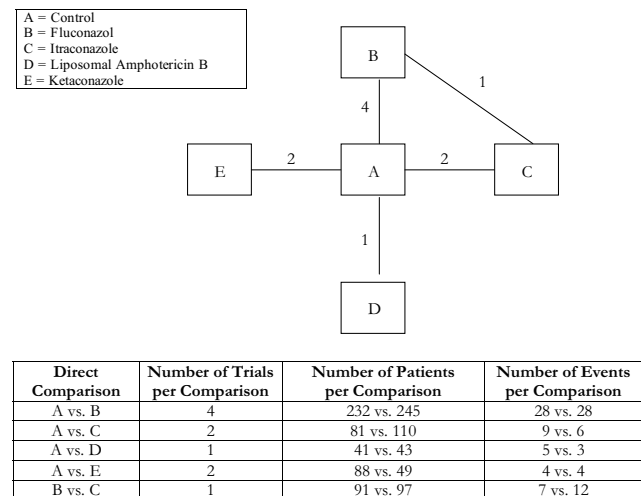 A = Control
B = Fluconazol
C = Itraconazole
D = Liposomal Amphotericin B
E = Ketaconazole
B
1
4
E
2
A
2
C
1
D
Direct Comparison Number of Trials per Comparison Number of Patients per Comparison Number of Events per Comparison
A vs. B 4 232 vs. 245 28 vs. 28
A vs. C 2 81 vs. 110 9 vs. 6
A vs. D 1 41 vs. 43 5 vs. 3
A vs. E 2 88 vs. 49 4 vs. 4
B vs. C 1 91 vs. 97 7 vs. 12